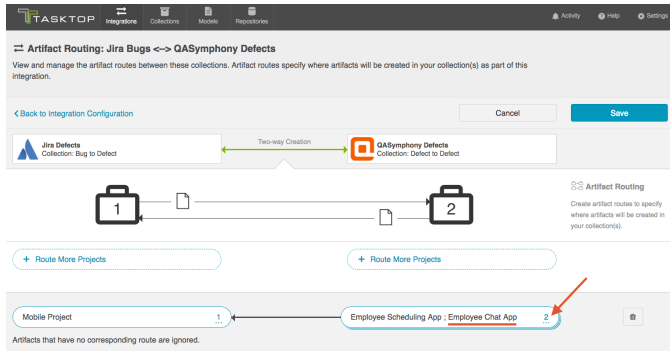 TASKTOP
Integrations
Collections
Models
Repositories
Activity
Help
Settings
Artifact Routing: Jira Bugs <--> QASymphony Defects
View and manage the artifact routes between these collections. Artifact routes specify where artifacts will be created in your collection(s) as part of this
integration.
Back to Integration Configuration
Cancel
Save
Jira Defects
Collection: Bug to Defect
Two-way Creation
QASymphony Defects
Collection: Defect to Defect
1
2
Artifact Routing
Create artifact routes to specify
where artifacts will be created in
your collection(s).
+ Route More Projects
+ Route More Projects
Mobile Project 1
Employee Scheduling App ; Employee Chat App 2
Artifacts that have no corresponding route are ignored.